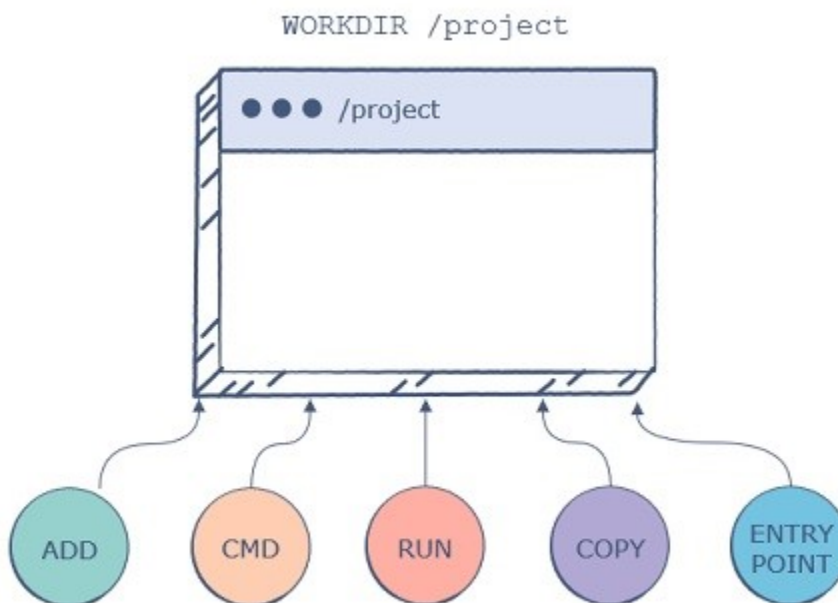 WORKDIR /project
/project
ADD
CMD
RUN
COPY
ENTRY
POINT